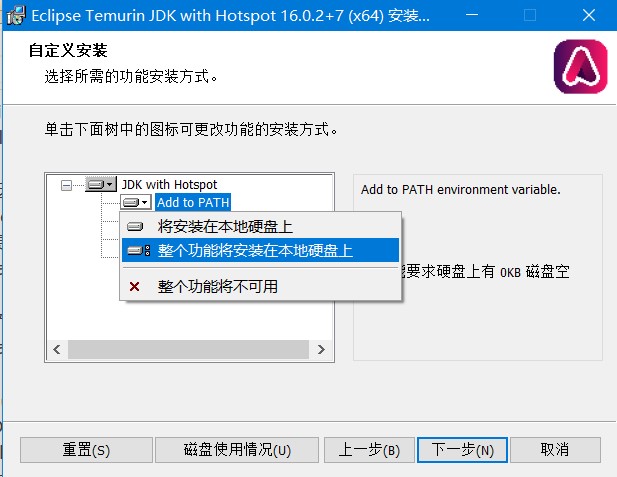 Eclipse Temurin JDK with Hotspot 16.0.2+7 (x64) 安装...
自定义安装
选择所需的功能安装方式。
单击下面树中的图标可更改功能的安装方式。
JDK with Hotspot
Add to PATH
Add to PATH environment variable.
将安装在本地硬盘上
整个功能将安装在本地硬盘上
要求硬盘上有 0KB 磁盘空
整个功能将不可用
重置(S)
磁盘使用情况(U)
上一步(B)
下一步(N)
取消